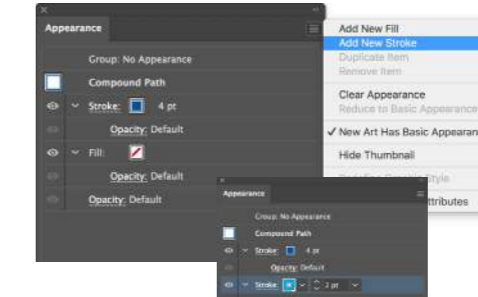 Appearance
Group: No Appearance
Compound Path
Stroke: 4 pt
Opacity: Default
Fill:
Opacity: Default
Opacity: Default
Add New Fill
Add New Stroke
Duplicate Item
Remove Item
Clear Appearance
Reduce to Basic Appearance
✓ New Art Has Basic Appearan
Hide Thumbnail
Style
ttributes
Appearance
Group: No Appearance
Compound Path
Stroke: 4 pt
Opacity: Default
Stroke: 2 pt